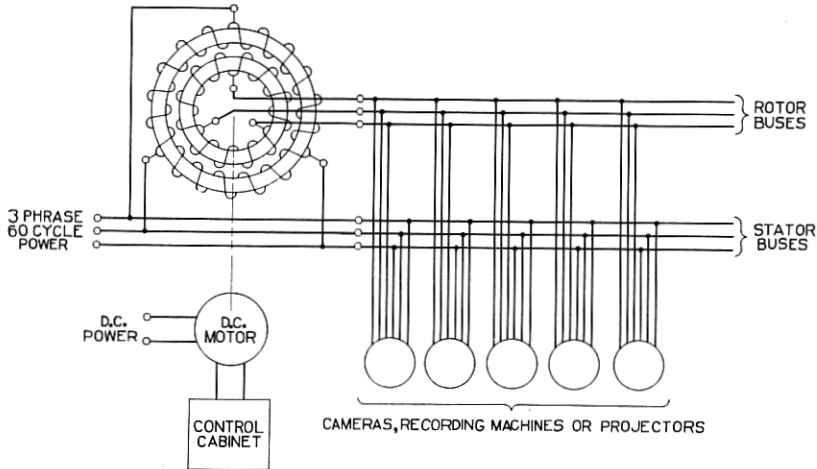 ROTOR
BUSES
3 PHRASE
60 CYCLE
POWER
STATOR
BUSES
D.C.
POWER
D.C.
MOTOR
CONTROL
CABINET
CAMERAS, RECORDING MACHINES OR PROJECTORS